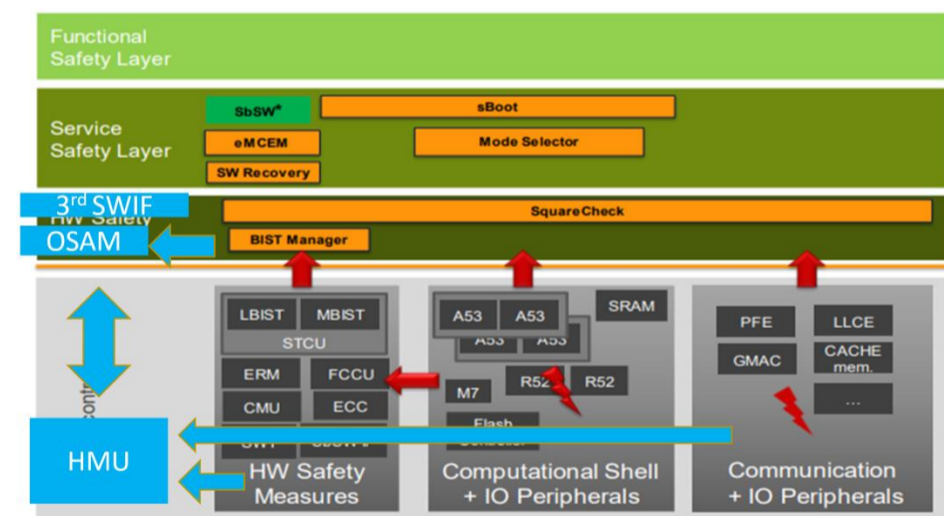 Functional
Safety Layer
Service
Safety Layer
SbSW*
sBoot
eMCEM
Mode Selector
SW Recovery
3rd SWIF
HW Safety
SquareCheck
OSAM
BIST Manager
LBIST
MBIST
STCU
ERM
FCCU
CMU
ECC
HW Safety
Measures
A53
A53
A53
A53
SRAM
M7
R52
R52
Flash
Computational Shell
+ IO Peripherals
PFE
LLCE
GMAC
CACHE
mem.
...
Communication
+ IO Peripherals
HMU